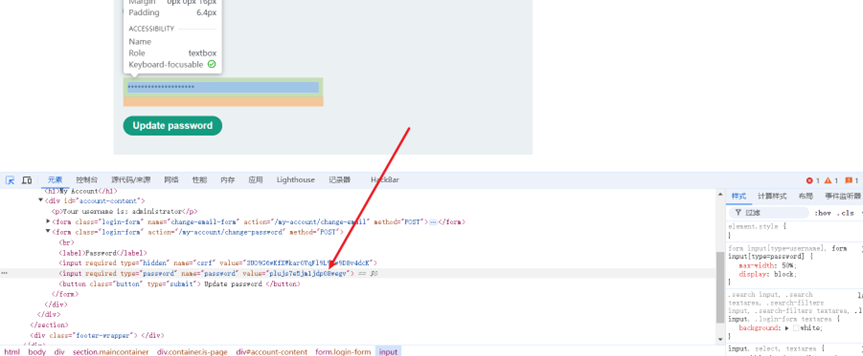 Margin 0px 0px 16px
Padding 6.4px
ACCESSIBILITY
Name
Role textbox
Keyboard-focusable
Update password
元素 控制台 源代码/来源 网络 性能 内存 应用 Lighthouse 记录器 HackBar
1 1 1
<h1>My Account</h1>
<div id="account-content">
<p>Your username is: administrator</p>
<form class="login-form" name="change-email-form" action="/my-account/change-email" method="POST"> </form>
<form class="login-form" action="/my-account/change-password" method="POST">
<br>
<label>Password</label>
<input required type="hidden" name="csrf"
<input required type="password" name="password" == $0
<button class="button" type="submit"> Update password </button>
</form>
</div>
</div>
</section>
<div class="footer-wrapper"> </div>
html body div section.maincontainer div.container.is-page div#account-content form.login-form input
样式 计算样式 布局 事件监听器
过滤 :hov .cls
element.style {
}
form input[type=username], form
input[type=password] {
max-width: 50%;
display: block;
}
.search input, .search
textarea, .search-filters
input, .search-filters textarea,
input, .login-form textarea {
background: white;
}
input, select, textarea {